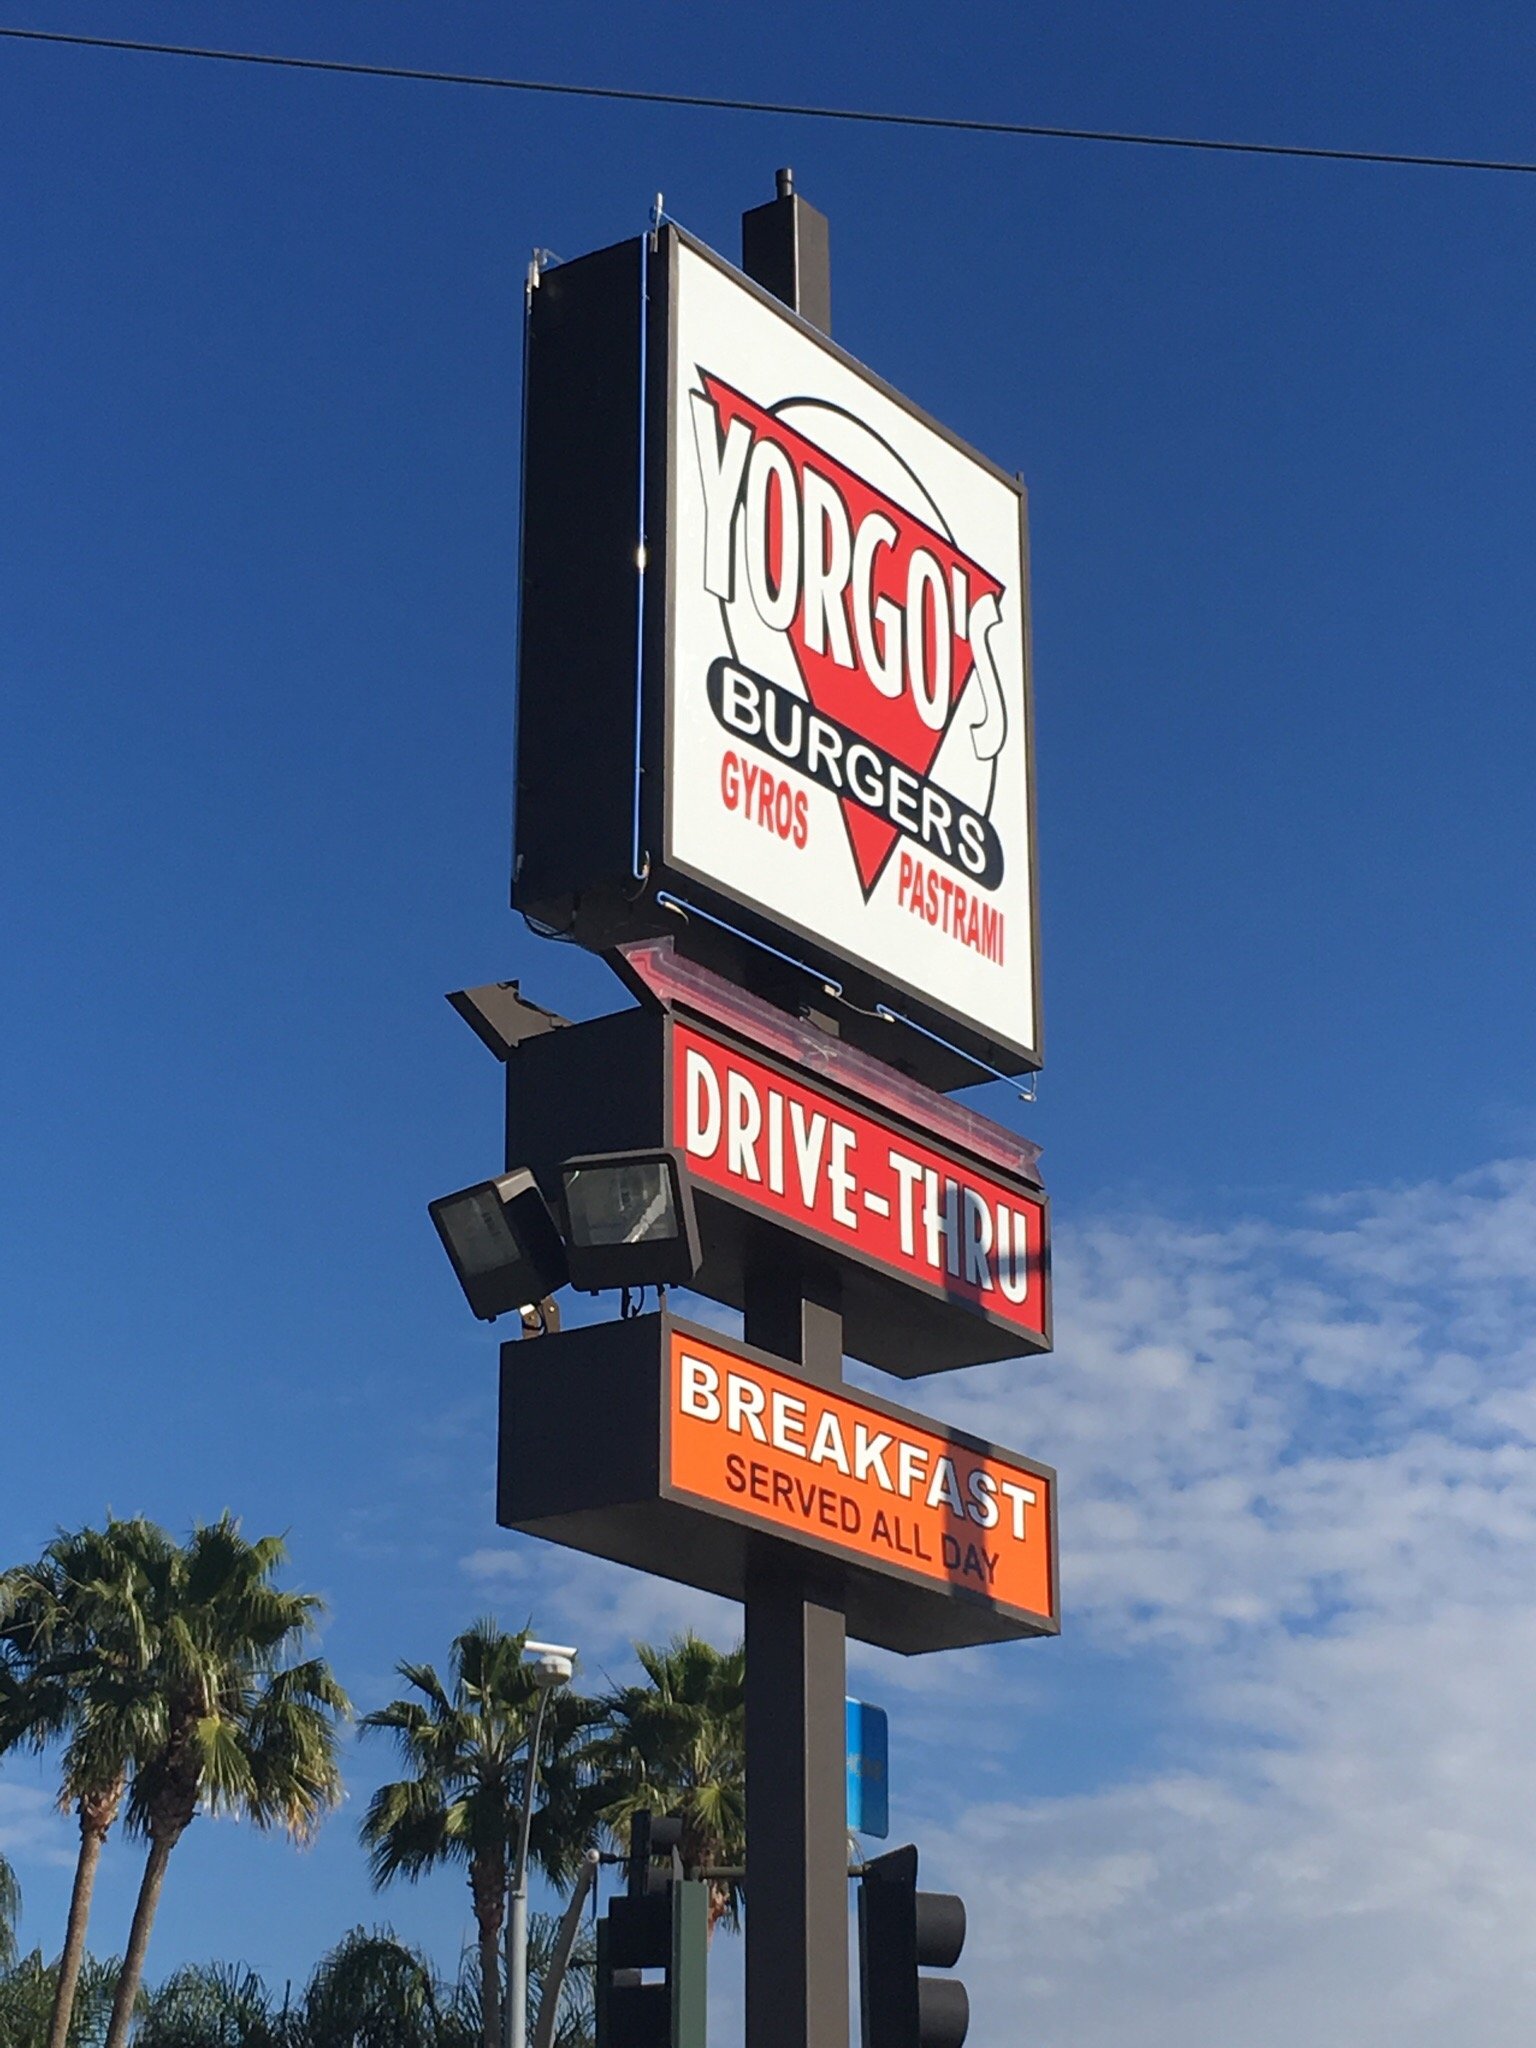 YORGO'S
BURGERS
GYROS
PASTRAMI
DRIVE-THRU
BREAKFAST
SERVED ALL DAY